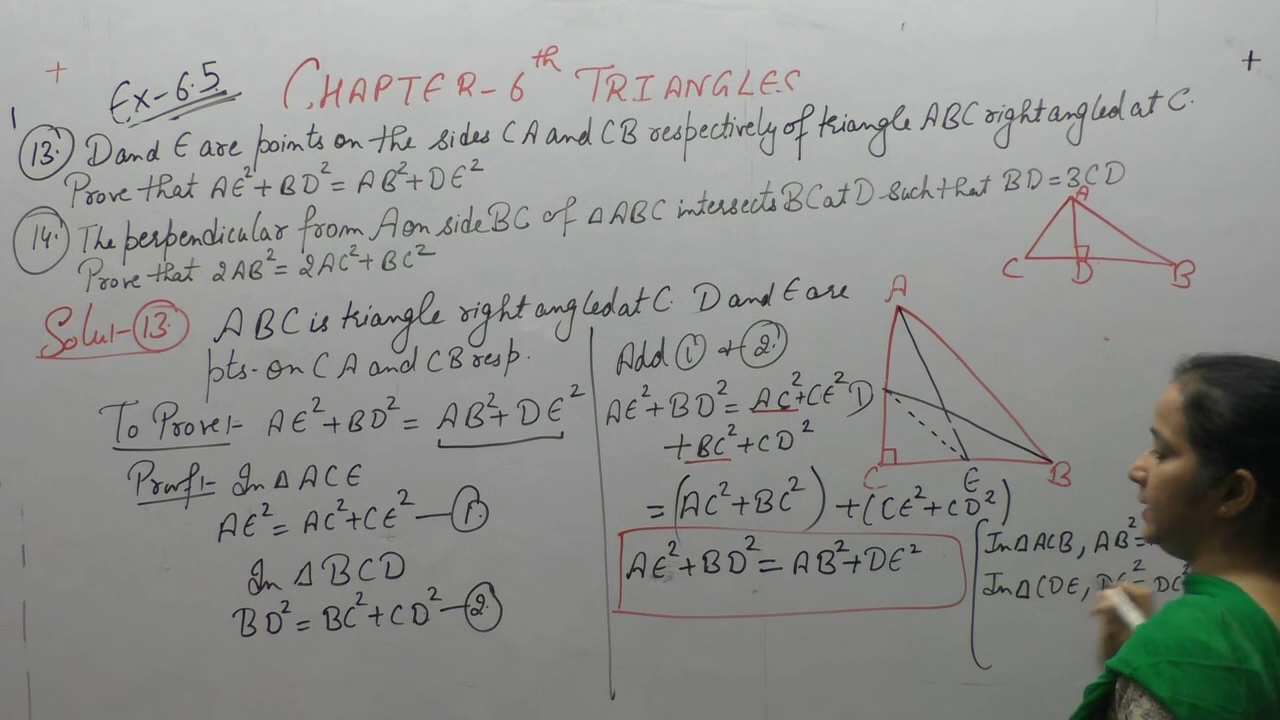 Ex-6.5 CHAPTER-6th TRIANGLES
13. D and E are points on the sides CA and CB respectively of triangle ABC right angled at C.
Prove that AE² + BD² = AB² + DE²
14. The perpendicular from A on side BC of △ABC intersects BC at D such that BD = 3CD
Prove that 2AB² = 2AC² + BC²
A
C D B
Solu:- 13. ABC is triangle right angled at C. D and E are
pts. on CA and CB resp.
To Prove:- AE² + BD² = AB² + DE²
Proof:- In △ACE
AE² = AC² + CE² — 1.
In △BCD
BD² = BC² + CD² — 2.
Add 1 + 2.
AE² + BD² = AC² + CE²
+ BC² + CD²
= (AC² + BC²) + (CE² + CD²)
AE² + BD² = AB² + DE²
A
D
C E B
In △ACB, AB² =
In △CDE, DE² = DC²